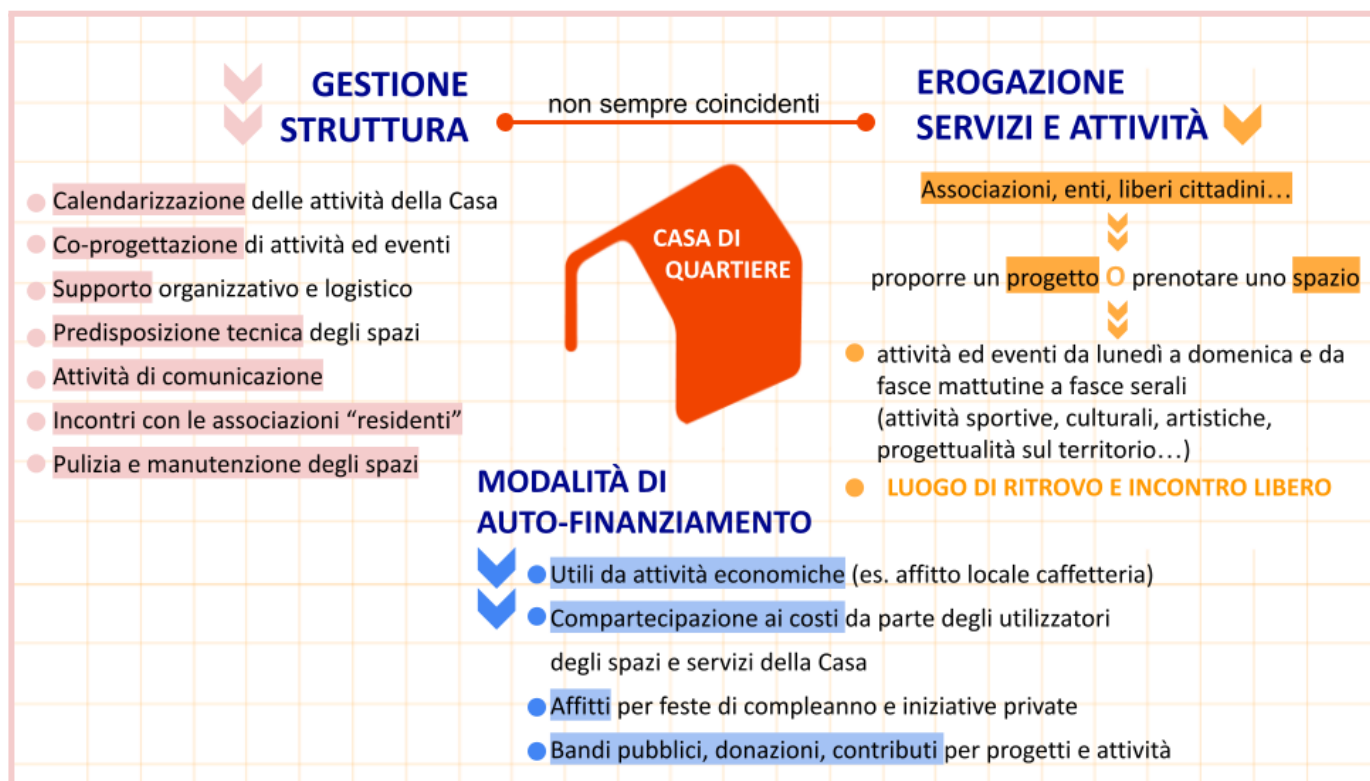 GESTIONE
STRUTTURA
non sempre coincidenti
EROGAZIONE
SERVIZI E ATTIVITÀ
Calendarizzazione delle attività della Casa
Co-progettazione di attività ed eventi
Supporto organizzativo e logistico
Predisposizione tecnica degli spazi
Attività di comunicazione
Incontri con le associazioni “residenti”
Pulizia e manutenzione degli spazi
CASA DI
QUARTIERE
Associazioni, enti, liberi cittadini…
proporre un progetto O prenotare uno spazio
attività ed eventi da lunedì a domenica e da
fasce mattutine a fasce serali
(attività sportive, culturali, artistiche,
progettualità sul territorio…)
LUOGO DI RITROVO E INCONTRO LIBERO
MODALITÀ DI
AUTO-FINANZIAMENTO
Utili da attività economiche (es. affitto locale caffetteria)
Compartecipazione ai costi da parte degli utilizzatori
degli spazi e servizi della Casa
Affitti per feste di compleanno e iniziative private
Bandi pubblici, donazioni, contributi per progetti e attività